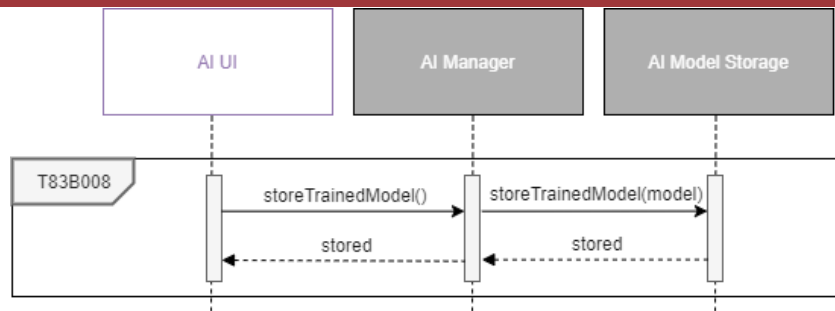 AI UI
AI Manager
AI Model Storage
T83B008
storeTrainedModel()
storeTrainedModel(model)
stored
stored